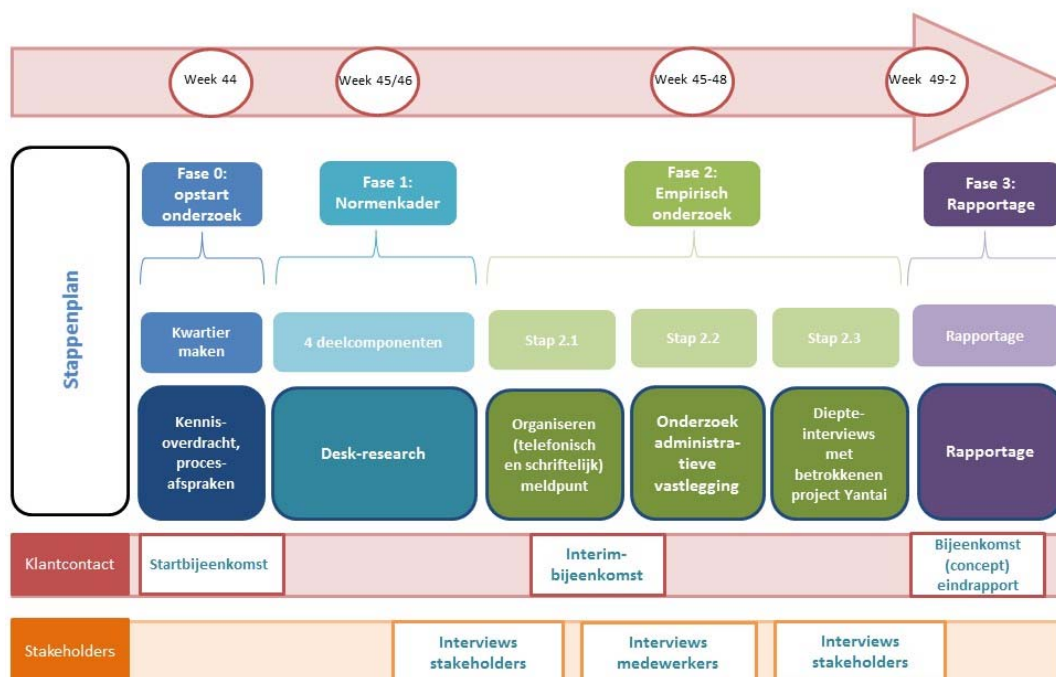 Week 44
Week 45/46
Week 45-48
Week 49-2
Stappenplan
Fase 0:
opstart
onderzoek
Fase 1:
Normenkader
Fase 2:
Empirisch
onderzoek
Fase 3:
Rapportage
Kwartier
maken
4 deelcomponenten
Stap 2.1
Stap 2.2
Stap 2.3
Rapportage
Kennis-
overdracht,
proces-
afspraken
Desk-research
Organiseren
(telefonisch
en schriftelijk)
meldpunt
Onderzoek
administra-
tieve
vastlegging
Diepte-
interviews
met
betrokkenen
project Yantai
Rapportage
Klantcontact
Startbijeenkomst
Interim-
bijeenkomst
Bijeenkomst
(concept)
eindrapport
Stakeholders
Interviews
stakeholders
Interviews
medewerkers
Interviews
stakeholders